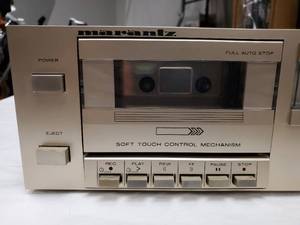 marantz
FULL AUTO STOP
POWER
EJECT
SOFT TOUCH CONTROL MECHANISM
REC PLAY REW FF PAUSE STOP